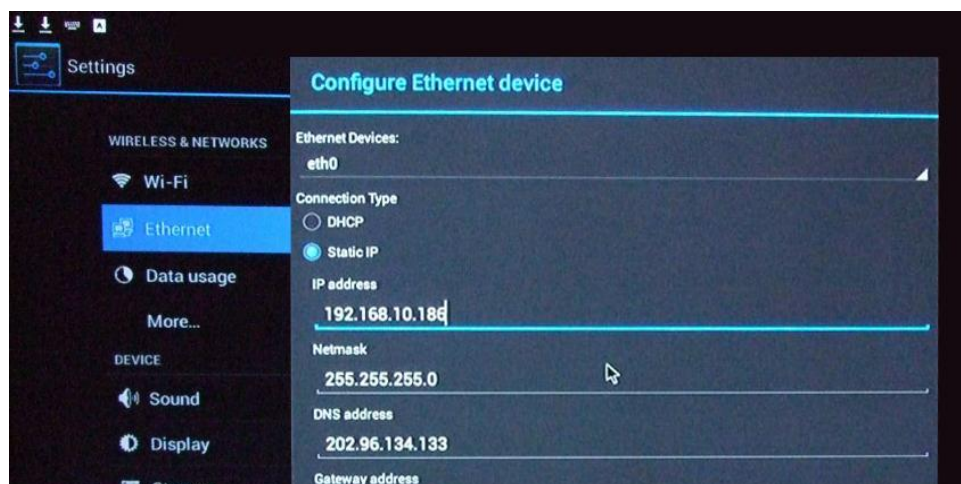 Settings
Configure Ethernet device
WIRELESS & NETWORKS
Wi-Fi
Ethernet
Data usage
More...
DEVICE
Sound
Display
Ethernet Devices:
eth0
Connection Type
DHCP
Static IP
IP address
192.168.10.186
Netmask
255.255.255.0
DNS address
202.96.134.133
Gateway address